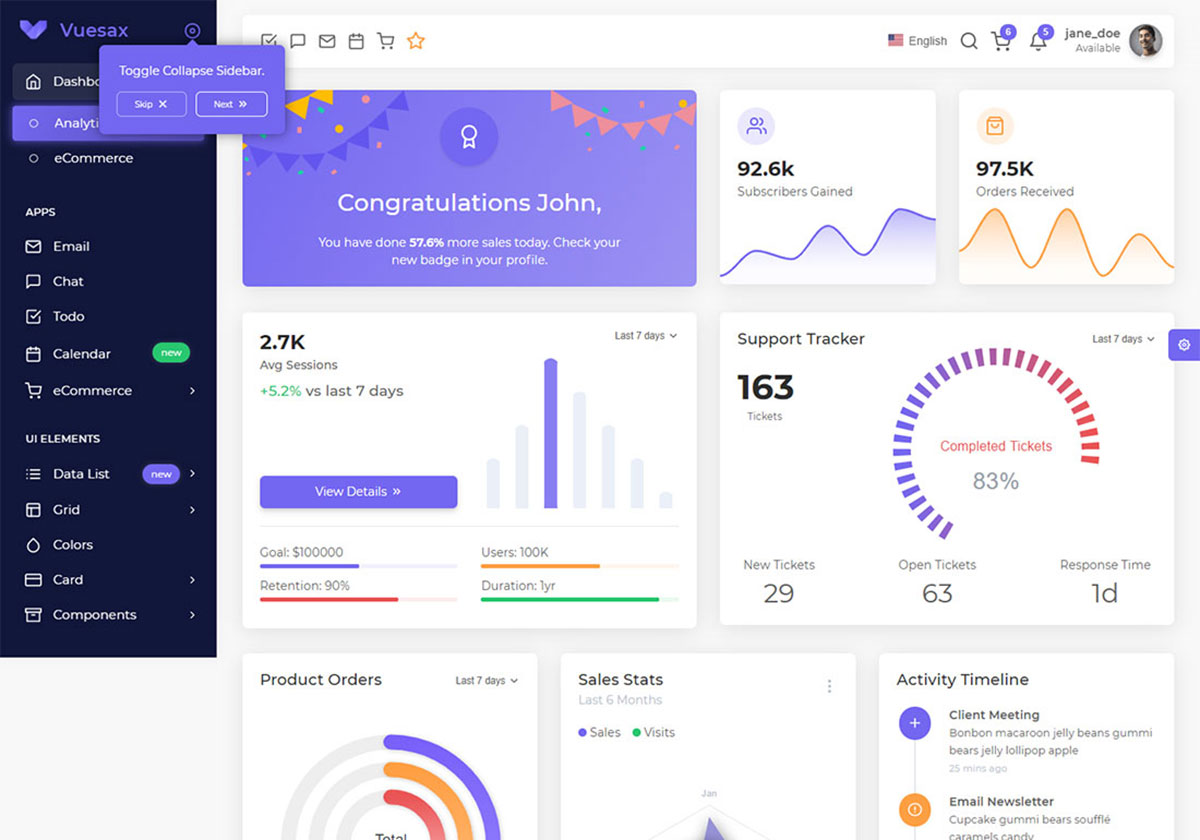 Vuesax
Toggle Collapse Sidebar.
Skip
Next
Dashbo
Analyti
eCommerce
APPS
Email
Chat
Todo
Calendar new
eCommerce
UI ELEMENTS
Data List new
Grid
Colors
Card
Components
English
6
5
jane_doe
Available
Congratulations John,
You have done 57.6% more sales today. Check your
new badge in your profile.
92.6k
Subscribers Gained
97.5K
Orders Received
2.7K
Last 7 days
Avg Sessions
+5.2% vs last 7 days
View Details »
Goal: $100000
Users: 100K
Retention: 90%
Duration: 1yr
Support Tracker
Last 7 days
163
Tickets
Completed Tickets
83%
New Tickets
29
Open Tickets
63
Response Time
1d
Product Orders
Last 7 days
Total
Sales Stats
Last 6 Months
Sales
Visits
Jan
Activity Timeline
Client Meeting
Bonbon macaroon jelly beans gummi
bears jelly lollipop apple
25 mins ago
Email Newsletter
Cupcake gummi bears soufflé
caramels candy